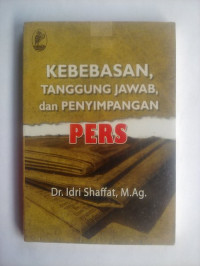 KEBEBASAN,
TANGGUNG JAWAB,
dan PENYIMPANGAN
PERS
Dr. Idri Shaffat, M.Ag.